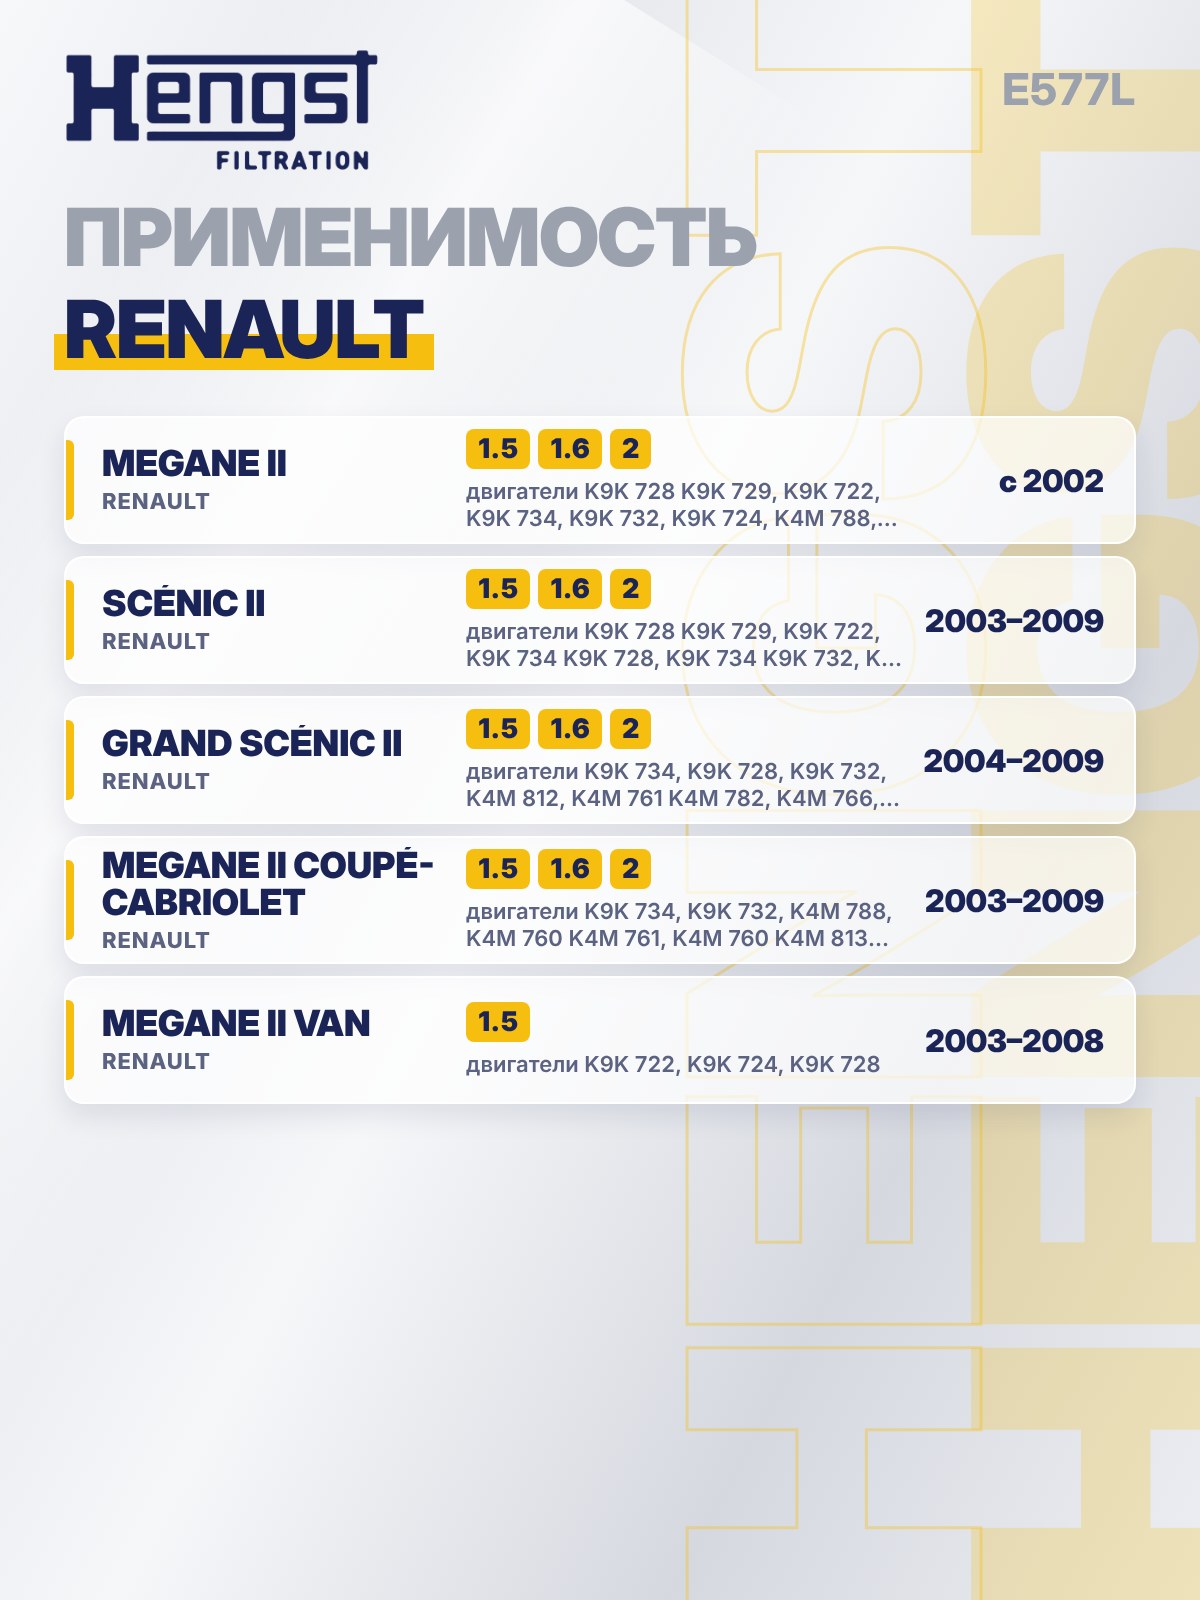 Hengst
FILTRATION
E577L
ПРИМЕНИМОСТЬ
RENAULT
MEGANE II
RENAULT
1.5 1.6 2
двигатели K9K 728 K9K 729, K9K 722,
K9K 734, K9K 732, K9K 724, K4M 788,...
с 2002
SCÉNIC II
RENAULT
1.5 1.6 2
двигатели K9K 728 K9K 729, K9K 722,
K9K 734 K9K 728, K9K 734 K9K 732, K...
2003–2009
GRAND SCÉNIC II
RENAULT
1.5 1.6 2
двигатели K9K 734, K9K 728, K9K 732,
K4M 812, K4M 761 K4M 782, K4M 766,...
2004–2009
MEGANE II COUPÉ-
CABRIOLET
RENAULT
1.5 1.6 2
двигатели K9K 734, K9K 732, K4M 788,
K4M 760 K4M 761, K4M 760 K4M 813...
2003–2009
MEGANE II VAN
RENAULT
1.5
двигатели K9K 722, K9K 724, K9K 728
2003–2008
HENGST
HENGST